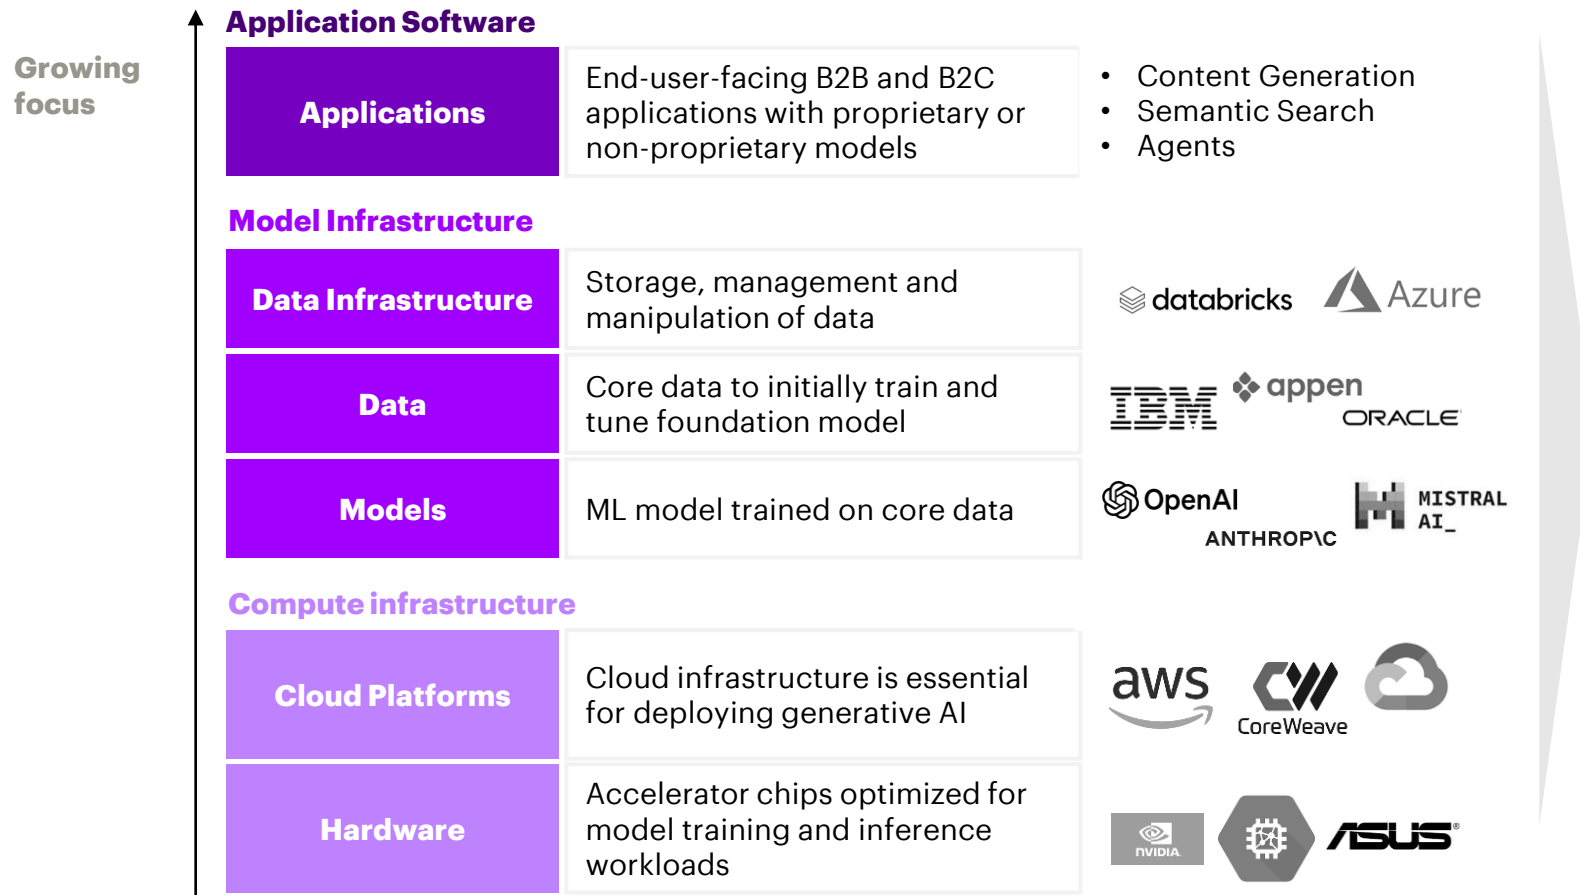 Application Software
Growing
focus
Applications
End-user-facing B2B and B2C
applications with proprietary or
non-proprietary models
• Content Generation
• Semantic Search
• Agents
Model Infrastructure
Data Infrastructure
Storage, management and
manipulation of data
databricks
Azure
Data
Core data to initially train and
tune foundation model
IBM
appen
ORACLE
Models
ML model trained on core data
OpenAI
ANTHROP\C
MISTRAL
AI_
Compute infrastructure
Cloud Platforms
Cloud infrastructure is essential
for deploying generative AI
aws
CoreWeave
Hardware
Accelerator chips optimized for
model training and inference
workloads
NVIDIA
ASUS